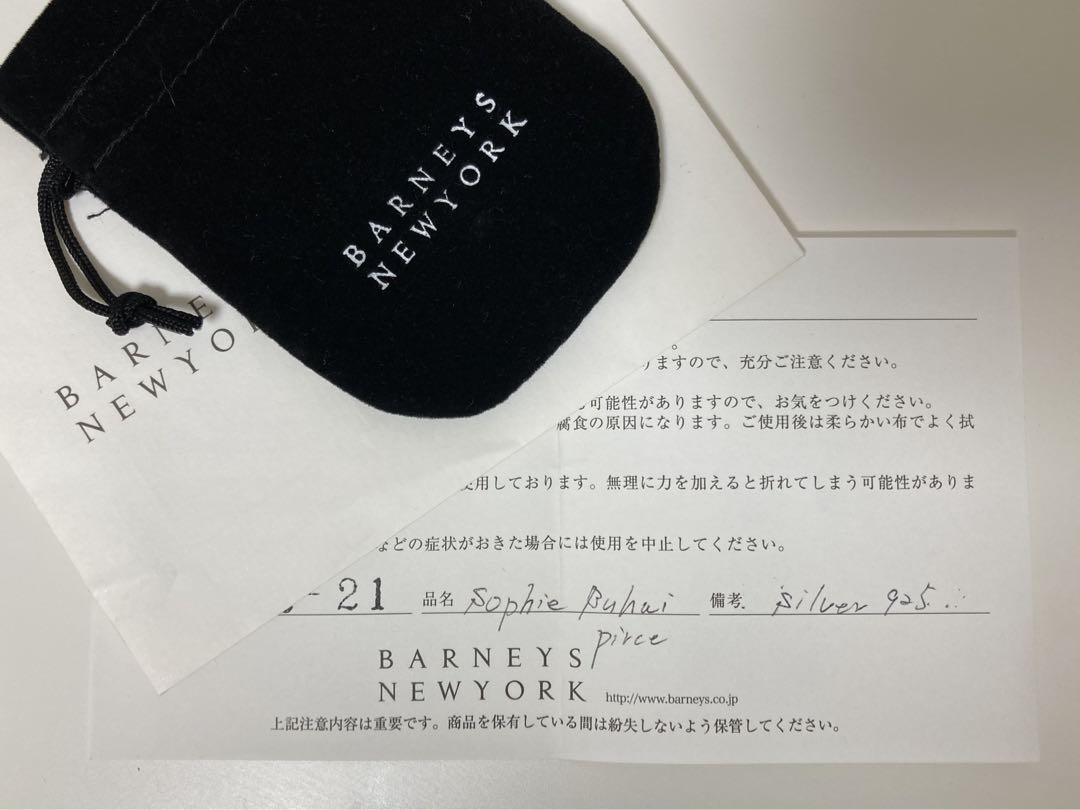 BARNEYS
NEWYORK
BARNE
NEWYO
。
りますので、充分ご注意ください。
可能性がありますので、お気をつけください。
腐食の原因になります。ご使用後は柔らかい布でよく拭
使用しております。無理に力を加えると折れてしまう可能性がありま
などの症状がおきた場合には使用を中止してください。
-21 品名 Sophie Buhai 備考. Silver 925.
pirce
BARNEYS
NEWYORK http://www.barneys.co.jp
上記注意内容は重要です。商品を保有している間は紛失しないよう保管してください。